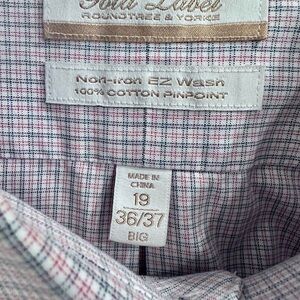 Gold Label
ROUNDTREE & YORKE
Non-Iron EZ Wash
100% COTTON PINPOINT
MADE IN
CHINA
19
36/37
BIG